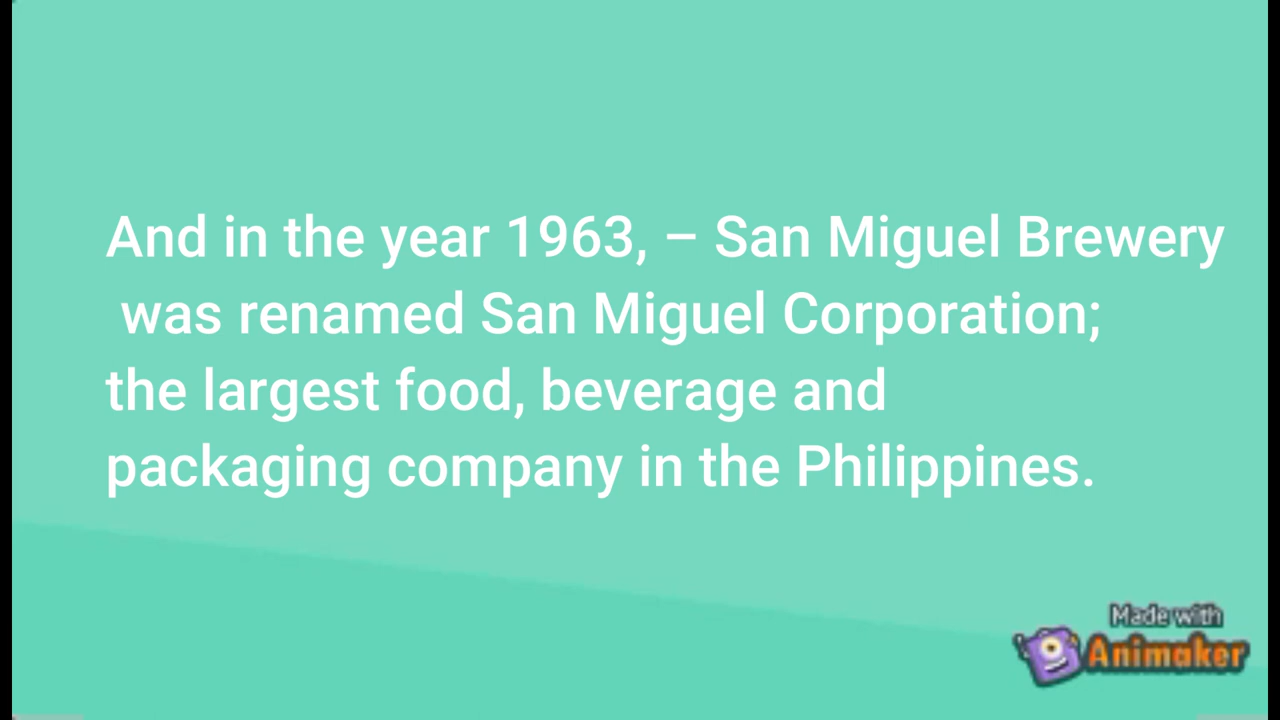 And in the year 1963, – San Miguel Brewery
was renamed San Miguel Corporation;
the largest food, beverage and
packaging company in the Philippines.
Made with
Animaker